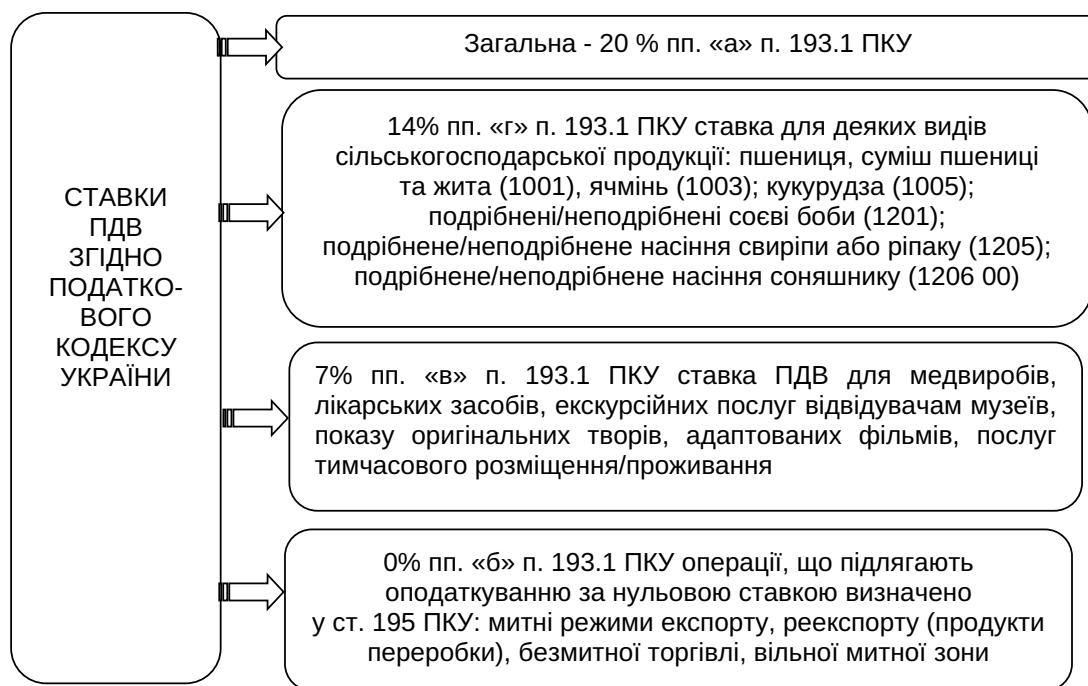 СТАВКИ
ПДВ
ЗГІДНО
ПОДАТКО-
ВОГО
КОДЕКСУ
УКРАЇНИ
Загальна - 20 % пп. «а» п. 193.1 ПКУ
14% пп. «г» п. 193.1 ПКУ ставка для деяких видів
сільськогосподарської продукції: пшениця, суміш пшениці
та жита (1001), ячмінь (1003); кукурудза (1005);
подрібнені/неподрібнені соєві боби (1201);
подрібнене/неподрібнене насіння свиріпи або ріпаку (1205);
подрібнене/неподрібнене насіння соняшнику (1206 00)
7% пп. «в» п. 193.1 ПКУ ставка ПДВ для медвиробів,
лікарських засобів, екскурсійних послуг відвідувачам музеїв,
показу оригінальних творів, адаптованих фільмів, послуг
тимчасового розміщення/проживання
0% пп. «б» п. 193.1 ПКУ операції, що підлягають
оподаткуванню за нульовою ставкою визначено
у ст. 195 ПКУ: митні режими експорту, реекспорту (продукти
переробки), безмитної торгівлі, вільної митної зони